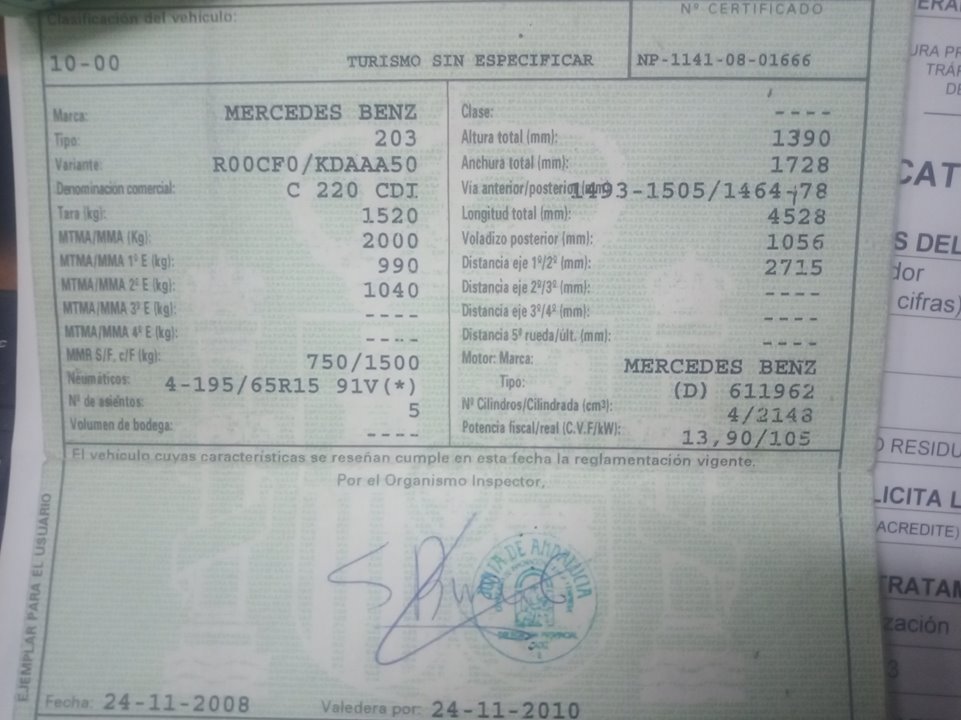 Clasificación del vehículo:
Nº CERTIFICADO
10-00
TURISMO SIN ESPECIFICAR
NP-1141-08-01666
Marca: MERCEDES BENZ
Tipo: 203
Variante: R00CF0/KDAAA50
Denominación comercial: C 220 CDI
Tara (kg): 1520
MTMA/MMA (Kg): 2000
MTMA/MMA 1º E (kg): 990
MTMA/MMA 2º E (kg): 1040
MTMA/MMA 3º E (kg): ----
MTMA/MMA 4º E (kg): ----
MMR S/F, c/F (kg): 750/1500
Neumáticos: 4-195/65R15 91V(*)
Nº de asientos: 5
Volumen de bodega: ----
Clase: ----
Altura total (mm): 1390
Anchura total (mm): 1728
Vía anterior/posterior 1493-1505/1464-78
Longitud total (mm): 4528
Voladizo posterior (mm): 1056
Distancia eje 1º/2º (mm): 2715
Distancia eje 2º/3º (mm): ----
Distancia eje 3º/4º (mm): ----
Distancia 5ª rueda/últ. (mm): ----
Motor: Marca: MERCEDES BENZ
Tipo: (D) 611962
Nº Cilindros/Cilindrada (cm³): 4/2148
Potencia fiscal/real (C.V.F/kW): 13,90/105
El vehículo cuyas características se reseñan cumple en esta fecha la reglamentación vigente.
Por el Organismo Inspector,
JUNTA DE ANDALUCIA
EJEMPLAR PARA EL USUARIO
Fecha: 24-11-2008
Valedera por: 24-11-2010
CAT
S DEL
dor
cifras)
RESIDU
LICITA L
ACREDITE)
TRATAM
zación
3